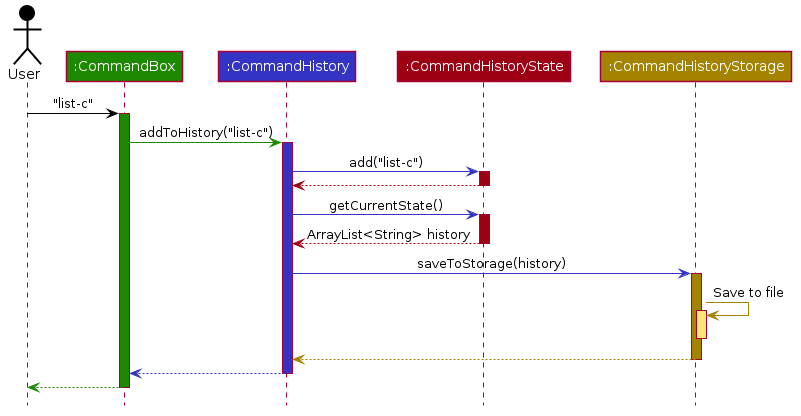 User
:CommandBox
:CommandHistory
:CommandHistoryState
:CommandHistoryStorage
"list-c"
addToHistory("list-c")
add("list-c")
getCurrentState()
ArrayList<String> history
saveToStorage(history)
Save to file